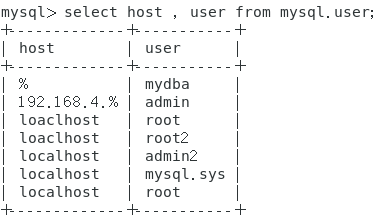 mysql> select host , user from mysql.user;
+-------------+-----------+
| host | user |
+-------------+-----------+
| % | mydba |
| 192.168.4.% | admin |
| loaclhost | root |
| loaclhost | root2 |
| localhost | admin2 |
| localhost | mysql.sys |
| localhost | root |
+-------------+-----------+